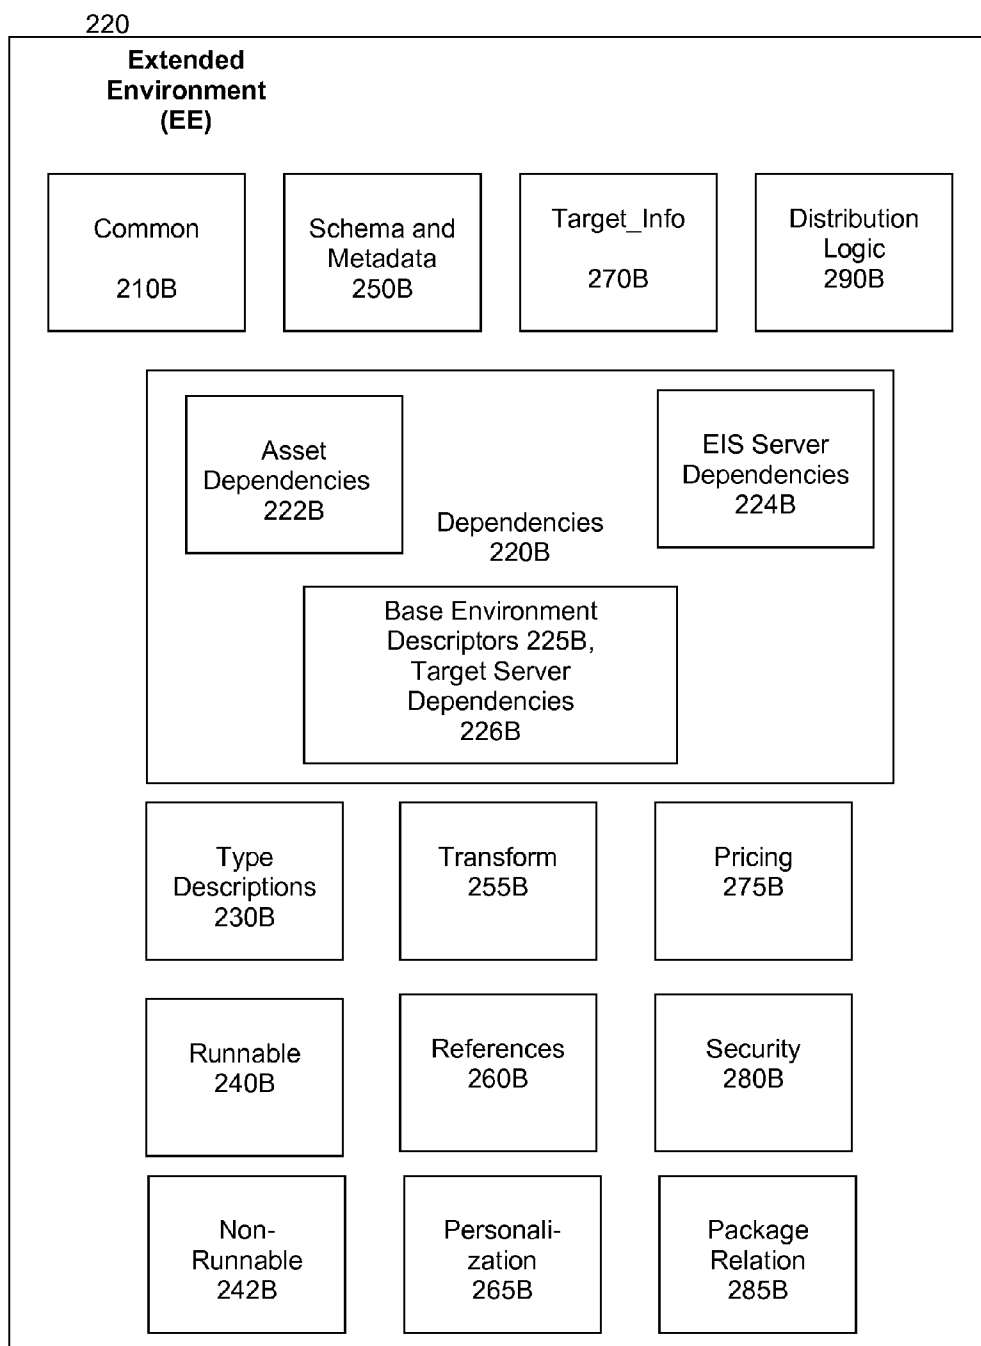 220
Extended
Environment
(EE)
Common
210B
Schema and
Metadata
250B
Target_Info
270B
Distribution
Logic
290B
Asset
Dependencies
222B
EIS Server
Dependencies
224B
Dependencies
220B
Base Environment
Descriptors 225B,
Target Server
Dependencies
226B
Type
Descriptions
230B
Transform
255B
Pricing
275B
Runnable
240B
References
260B
Security
280B
Non-
Runnable
242B
Personali-
zation
265B
Package
Relation
285B